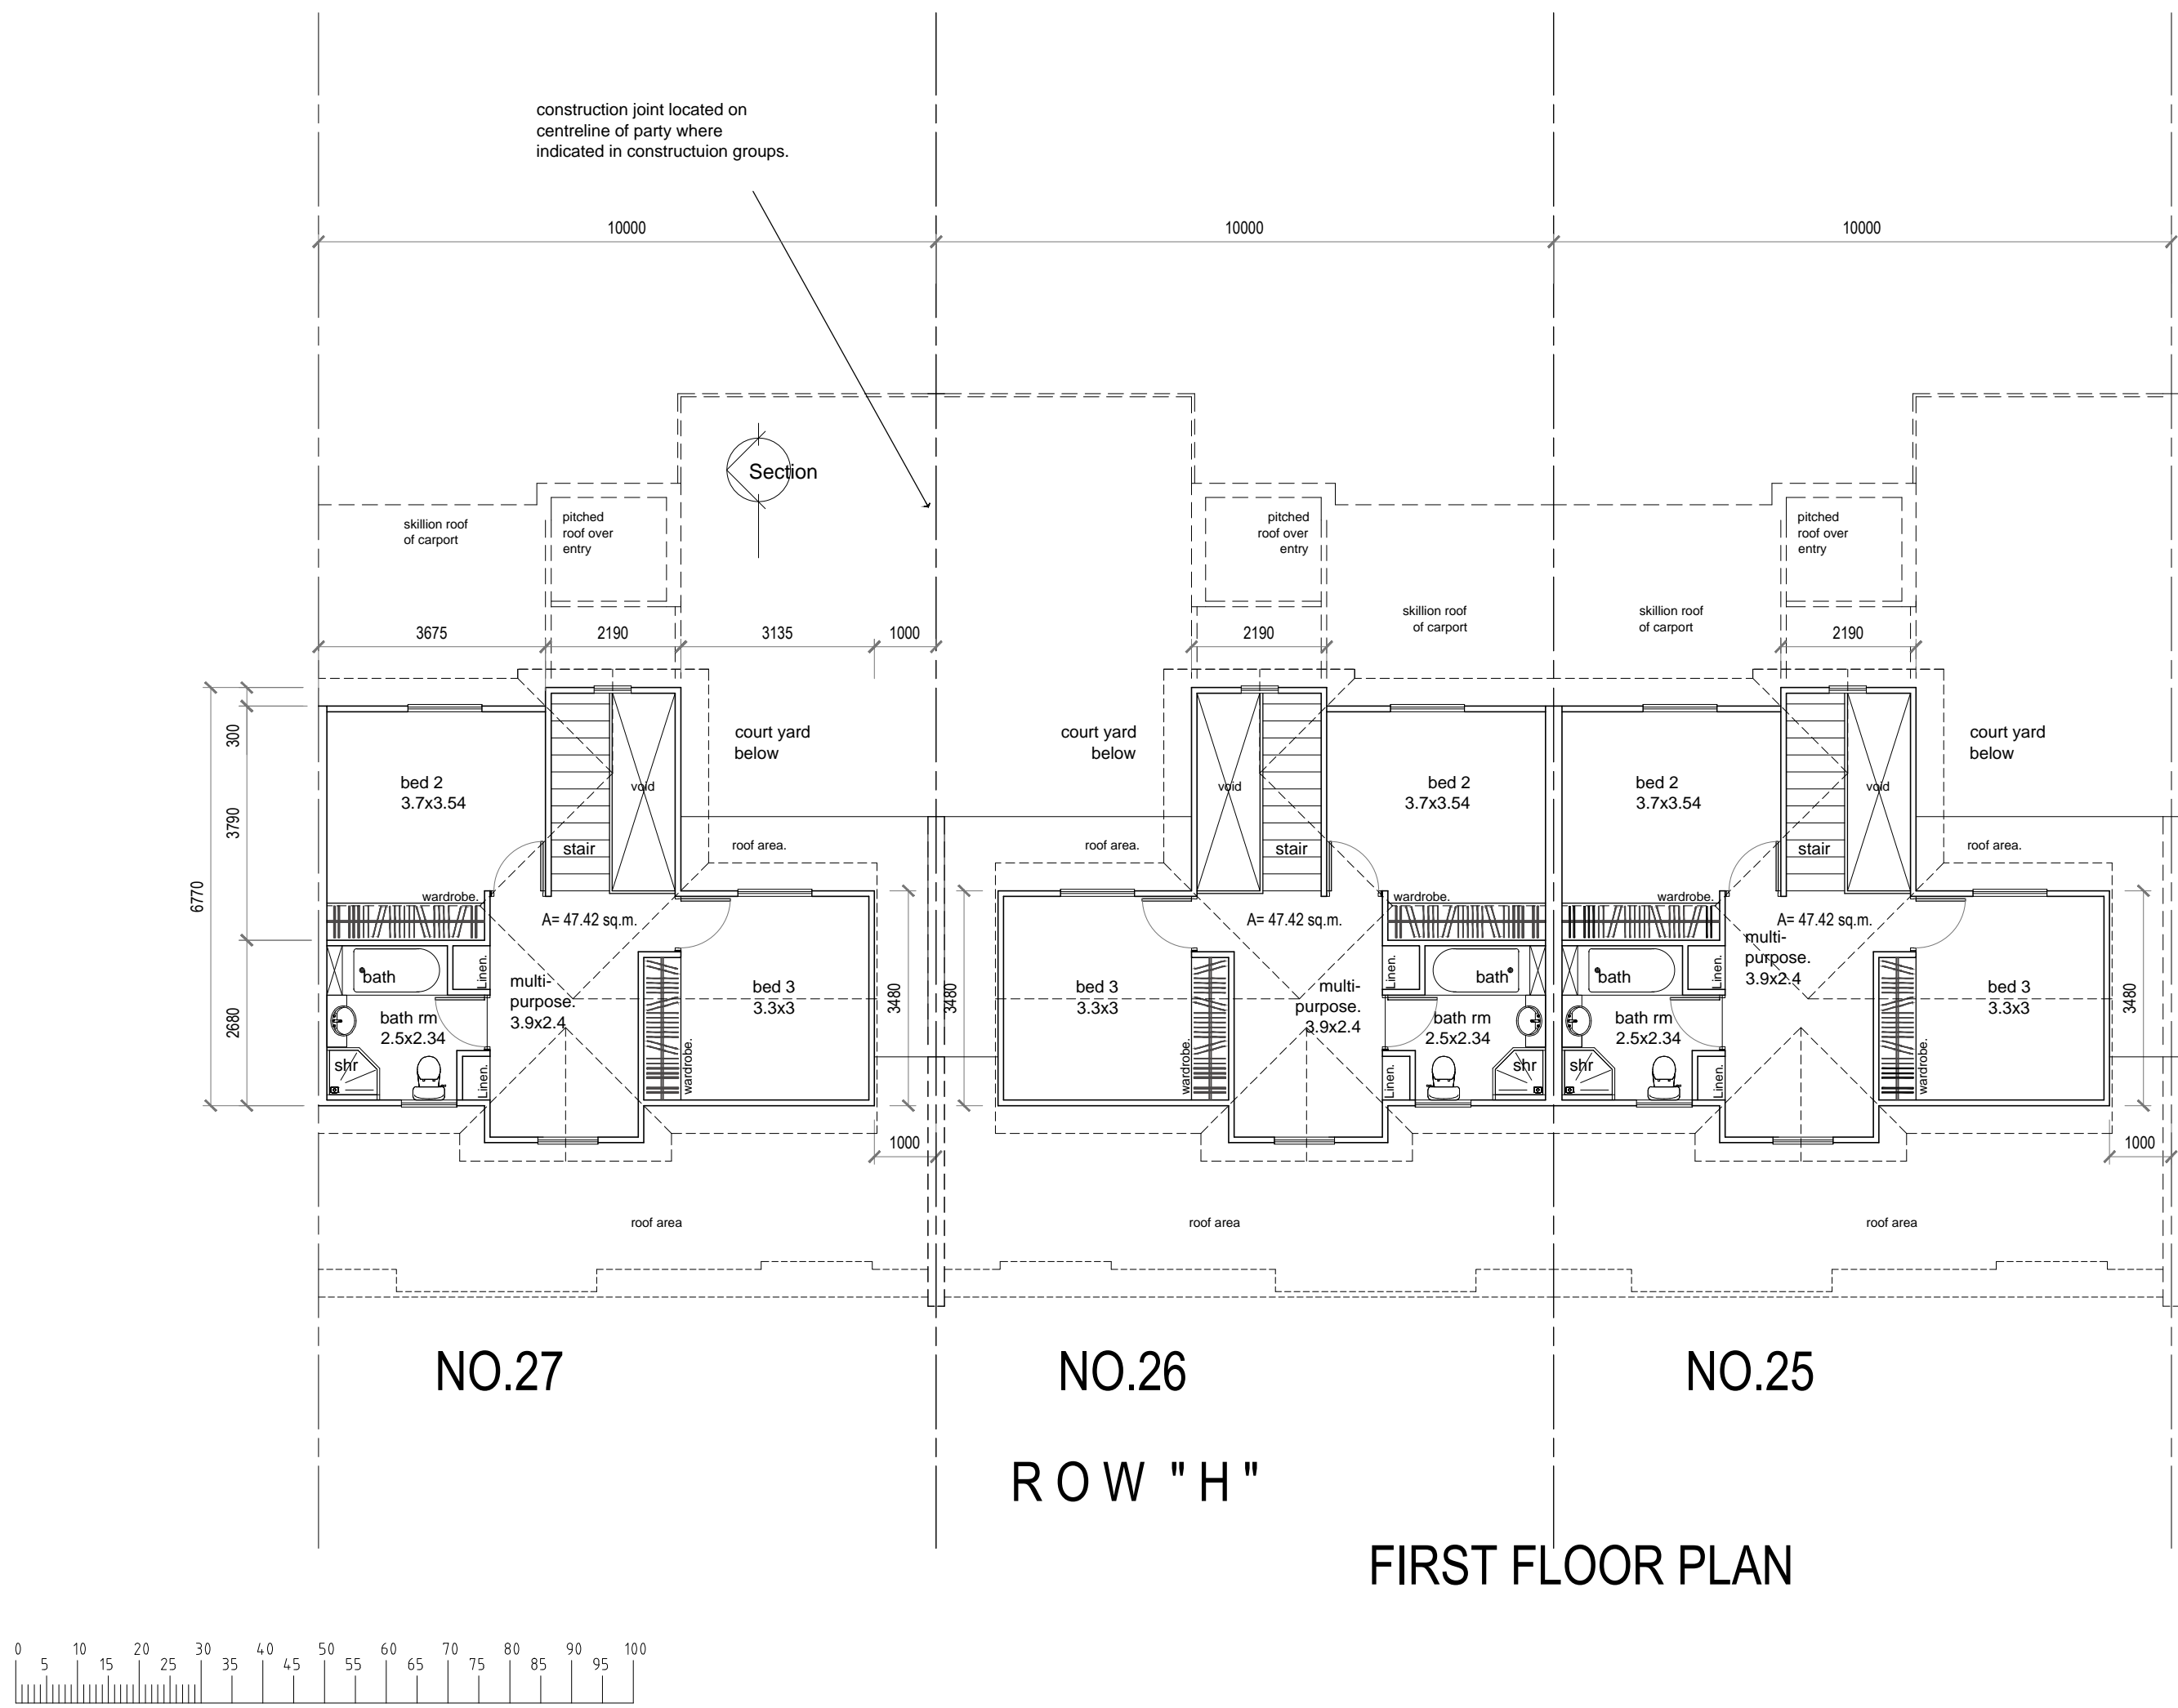 construction joint located on
centreline of party where
indicated in constructuion groups.
10000
10000
10000
Section
skillion roof
of carport
pitched
roof over
entry
pitched
roof over
entry
pitched
roof over
entry
skillion roof
of carport
skillion roof
of carport
3675
2190
3135
1000
2190
2190
300
3790
6770
2680
court yard
below
court yard
below
court yard
below
bed 2
3.7x3.54
void
stair
roof area.
wardrobe.
A= 47.42 sq.m.
bath
Linen.
multi-
purpose.
3.9x2.4
bath rm
2.5x2.34
shr
Linen.
wardrobe.
bed 3
3.3x3
3480
1000
roof area
void
stair
bed 2
3.7x3.54
roof area.
wardrobe.
A= 47.42 sq.m.
3480
bed 3
3.3x3
wardrobe.
multi-
purpose.
3.9x2.4
Linen.
bath
bath rm
2.5x2.34
Linen.
shr
roof area
bed 2
3.7x3.54
void
stair
roof area.
wardrobe.
A= 47.42 sq.m.
multi-
purpose.
3.9x2.4
bath
Linen.
bath rm
2.5x2.34
shr
Linen.
wardrobe.
bed 3
3.3x3
3480
1000
roof area
NO.27
NO.26
NO.25
ROW "H"
FIRST FLOOR PLAN
0 10 20 30 40 50 60 70 80 90 100
5 15 25 35 45 55 65 75 85 95